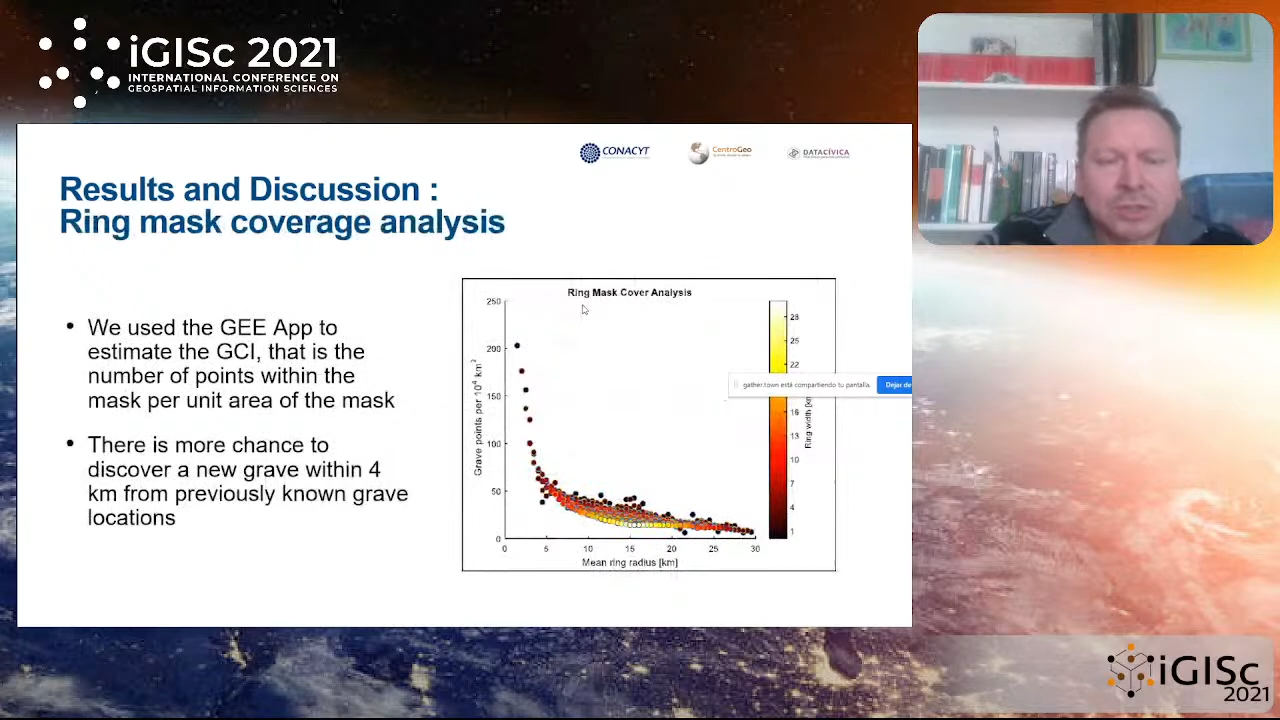 iGISc 2021
INTERNATIONAL CONFERENCE ON
GEOSPATIAL INFORMATION SCIENCES
CONACYT
CentroGeo
DATACÍVICA
Results and Discussion :
Ring mask coverage analysis
• We used the GEE App to
estimate the GCI, that is the
number of points within the
mask per unit area of the mask
• There is more chance to
discover a new grave within 4
km from previously known grave
locations
Ring Mask Cover Analysis
250
200
150
100
50
0
Grave points per 10⁴ km²
0 5 10 15 20 25 30
Mean ring radius [km]
28
25
22
16
13
10
7
4
1
Ring width [k
gather.town está compartiendo tu pantalla.
Dejar de
iGISc
2021